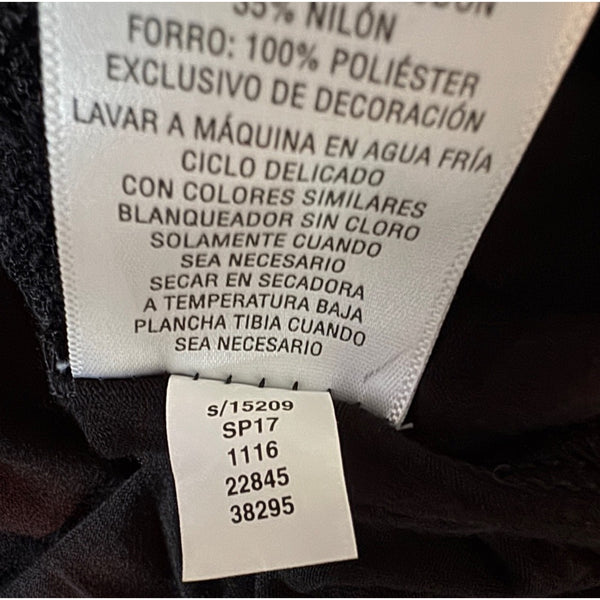 35% NILÓN
FORRO: 100% POLIÉSTER
EXCLUSIVO DE DECORACIÓN
LAVAR A MÁQUINA EN AGUA FRÍA
CICLO DELICADO
CON COLORES SIMILARES
BLANQUEADOR SIN CLORO
SOLAMENTE CUANDO
SEA NECESARIO
SECAR EN SECADORA
A TEMPERATURA BAJA
PLANCHA TIBIA CUANDO
SEA NECESARIO
s/15209
SP17
1116
22845
38295